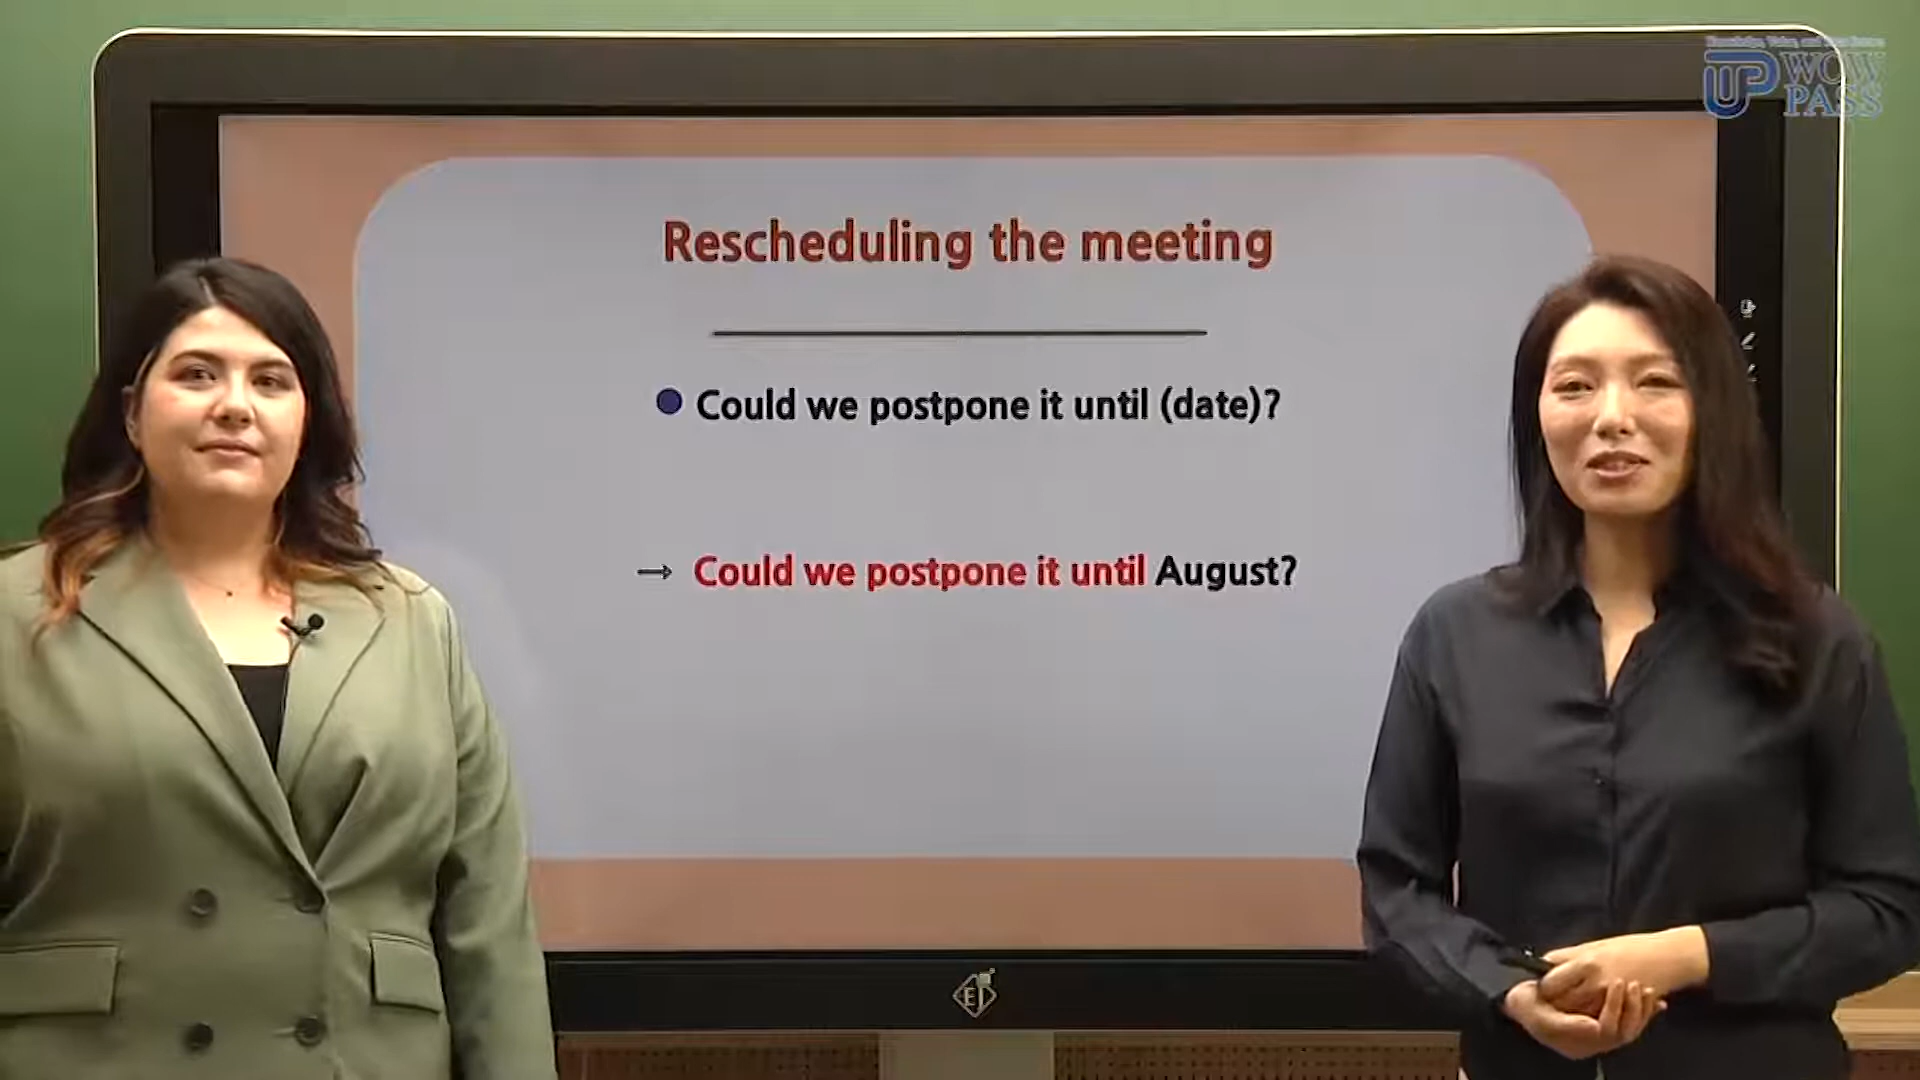 WOW
PASS
Rescheduling the meeting
Could we postpone it until (date)?
→ Could we postpone it until August?